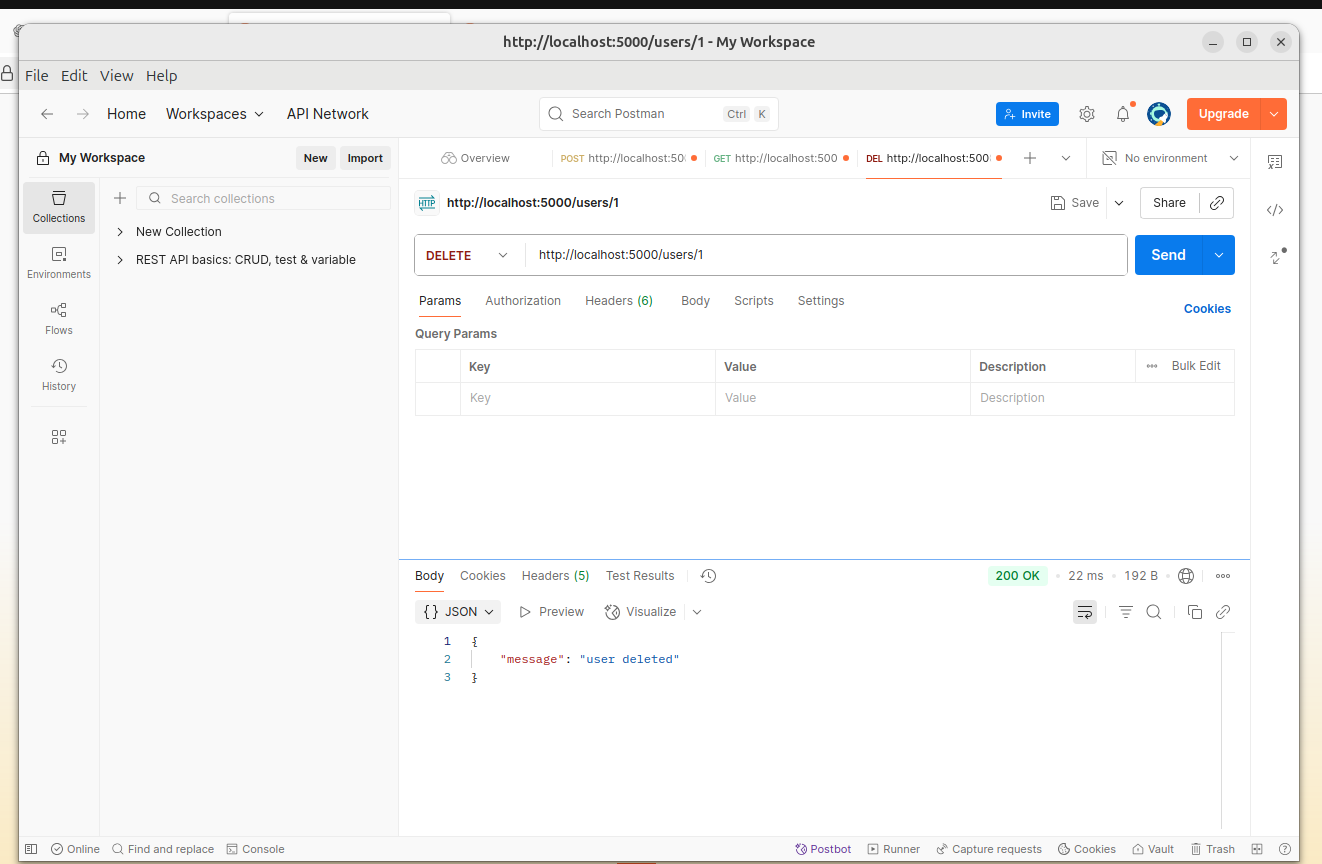 http://localhost:5000/users/1 - My Workspace
File Edit View Help
Home Workspaces API Network Search Postman Ctrl K Invite Upgrade
My Workspace New Import
Overview POST http://localhost:50 GET http://localhost:500 DEL http://localhost:500 No environment
Collections
Environments
Flows
History
Search collections
New Collection
REST API basics: CRUD, test & variable
HTTP http://localhost:5000/users/1 Save Share
DELETE http://localhost:5000/users/1 Send
Params Authorization Headers (6) Body Scripts Settings Cookies
Query Params
Key Value Description Bulk Edit
Key Value Description
Body Cookies Headers (5) Test Results 200 OK 22 ms 192 B
{} JSON Preview Visualize
1 {
2 "message": "user deleted"
3 }
Online Find and replace Console Postbot Runner Capture requests Cookies Vault Trash